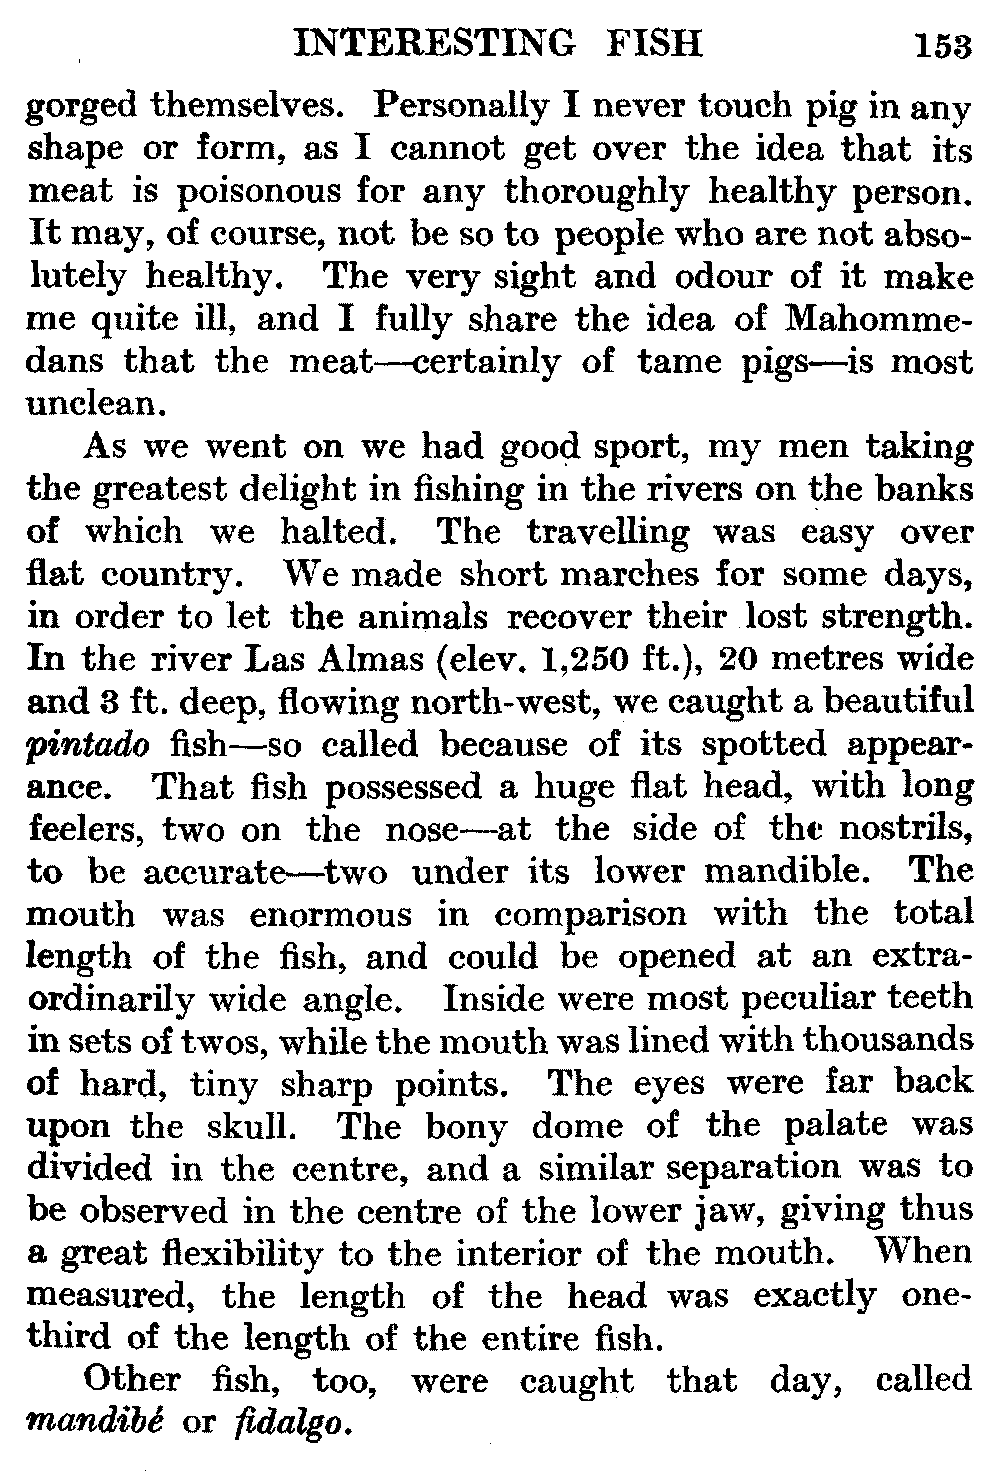 INTERESTING FISH 153
gorged themselves. Personally I never touch pig in any
shape or form, as I cannot get over the idea that its
meat is poisonous for any thoroughly healthy person.
It may, of course, not be so to people who are not abso-
lutely healthy. The very sight and odour of it make
me quite ill, and I fully share the idea of Mahomme-
dans that the meat—certainly of tame pigs—is most
unclean.
As we went on we had good sport, my men taking
the greatest delight in fishing in the rivers on the banks
of which we halted. The travelling was easy over
flat country. We made short marches for some days,
in order to let the animals recover their lost strength.
In the river Las Almas (elev. 1,250 ft.), 20 metres wide
and 3 ft. deep, flowing north-west, we caught a beautiful
pintado fish—so called because of its spotted appear-
ance. That fish possessed a huge flat head, with long
feelers, two on the nose—at the side of the nostrils,
to be accurate—two under its lower mandible. The
mouth was enormous in comparison with the total
length of the fish, and could be opened at an extra-
ordinarily wide angle. Inside were most peculiar teeth
in sets of twos, while the mouth was lined with thousands
of hard, tiny sharp points. The eyes were far back
upon the skull. The bony dome of the palate was
divided in the centre, and a similar separation was to
be observed in the centre of the lower jaw, giving thus
a great flexibility to the interior of the mouth. When
measured, the length of the head was exactly one-
third of the length of the entire fish.
Other fish, too, were caught that day, called
mandibé or fidalgo.